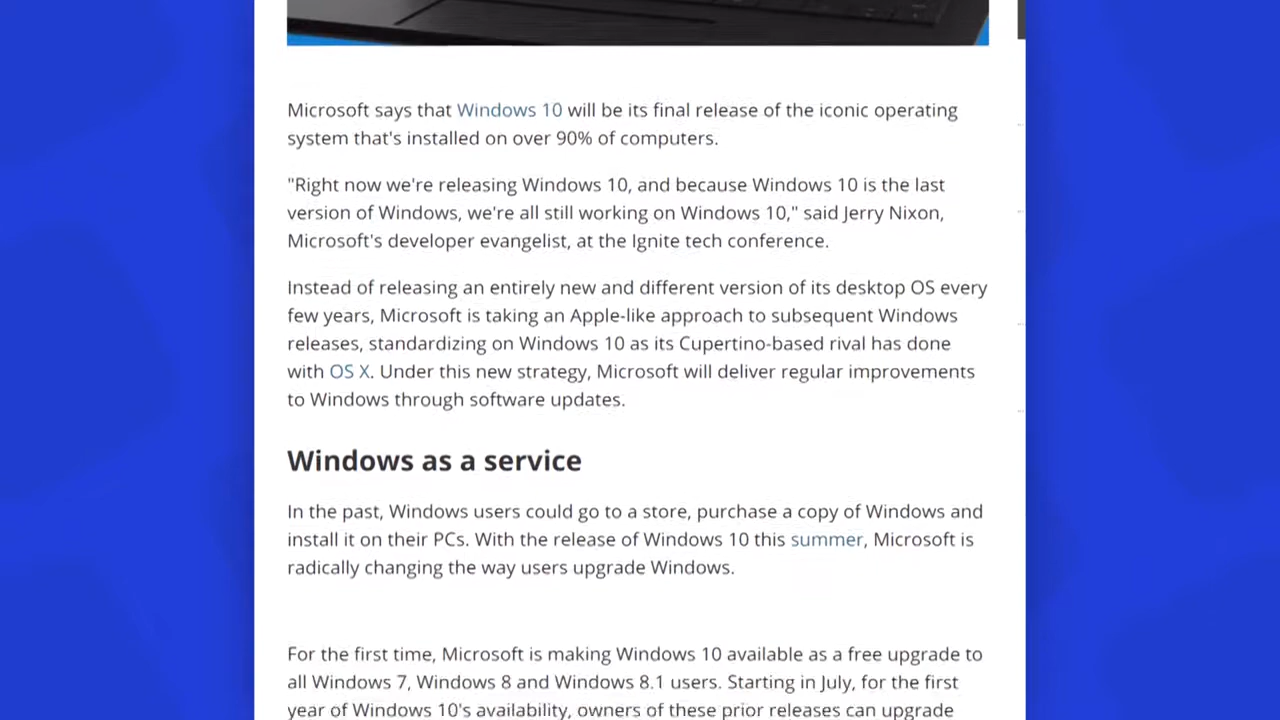 Microsoft says that Windows 10 will be its final release of the iconic operating
system that's installed on over 90% of computers.
"Right now we're releasing Windows 10, and because Windows 10 is the last
version of Windows, we're all still working on Windows 10," said Jerry Nixon,
Microsoft's developer evangelist, at the Ignite tech conference.
Instead of releasing an entirely new and different version of its desktop OS every
few years, Microsoft is taking an Apple-like approach to subsequent Windows
releases, standardizing on Windows 10 as its Cupertino-based rival has done
with OS X. Under this new strategy, Microsoft will deliver regular improvements
to Windows through software updates.
Windows as a service
In the past, Windows users could go to a store, purchase a copy of Windows and
install it on their PCs. With the release of Windows 10 this summer, Microsoft is
radically changing the way users upgrade Windows.
For the first time, Microsoft is making Windows 10 available as a free upgrade to
all Windows 7, Windows 8 and Windows 8.1 users. Starting in July, for the first
year of Windows 10's availability, owners of these prior releases can upgrade